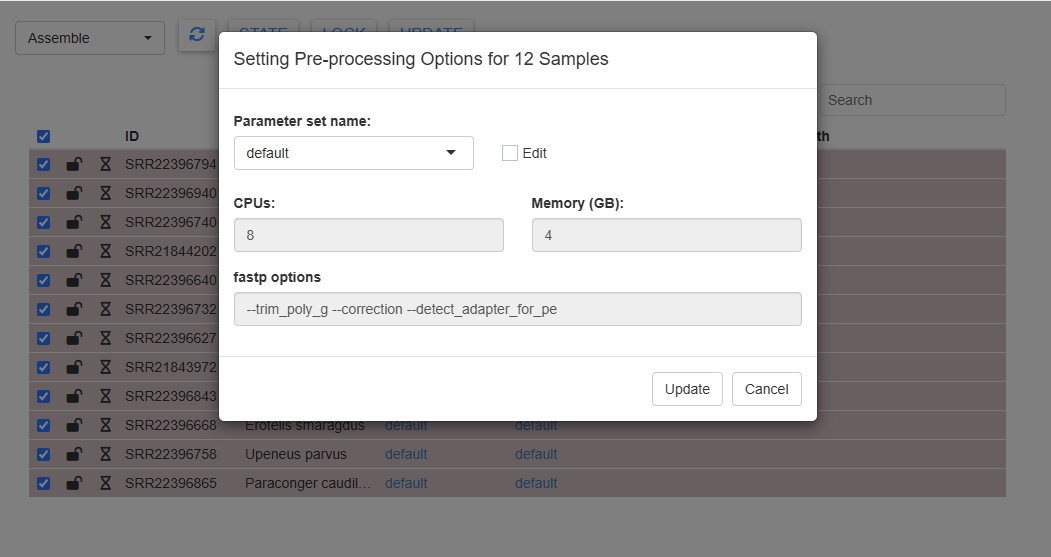 Assemble
STATE LOCK UPDATE
Setting Pre-processing Options for 12 Samples
Search
Parameter set name:
ID
th
default
Edit
SRR22396794
SRR22396940
CPUs:
Memory (GB):
SRR22396740
8
4
SRR21844202
fastp options
SRR22396640
--trim_poly_g --correction --detect_adapter_for_pe
SRR22396732
SRR22396627
SRR21843972
Update
Cancel
SRR22396843
SRR22396668 Erotelis smaragdus default default
SRR22396758 Upeneus parvus default default
SRR22396865 Paraconger caudil... default default